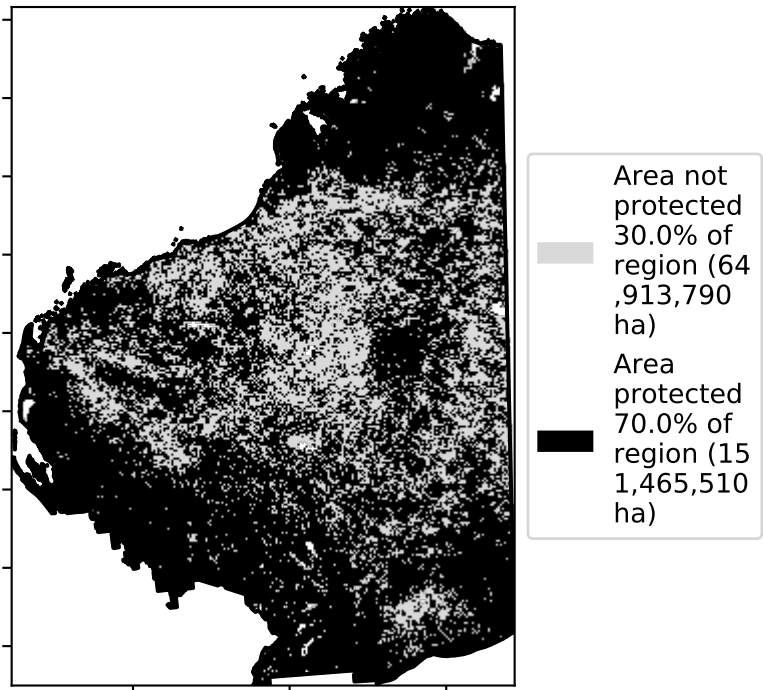 Area not
protected
30.0% of
region (64
,913,790
ha)
Area
protected
70.0% of
region (15
1,465,510
ha)